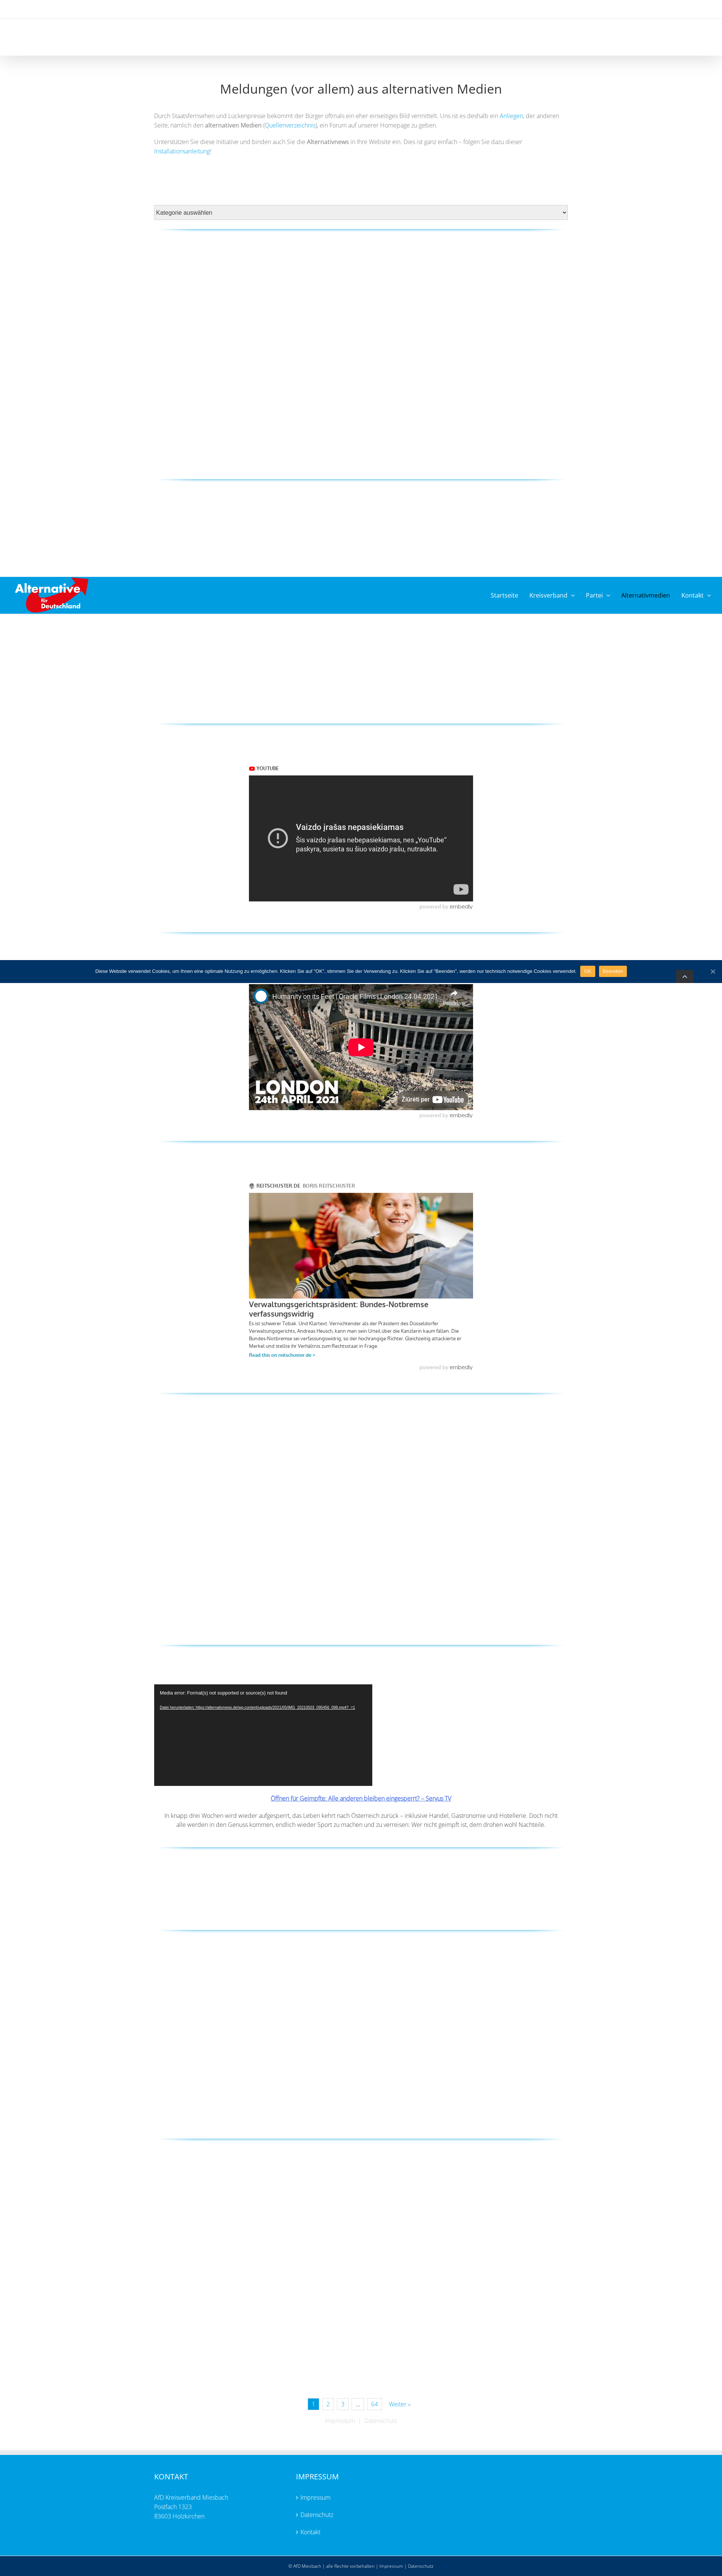 Meldungen (vor allem) aus alternativen Medien
Durch Staatsfernsehen und Lückenpresse bekommt der Bürger oftmals ein eher einseitiges Bild vermittelt. Uns ist es deshalb ein Anliegen, der anderen
Seite, nämlich den alternativen Medien (Quellenverzeichnis), ein Forum auf unserer Homepage zu geben.
Unterstützen Sie diese Initiative und binden auch Sie die Alternativnews in Ihre Website ein. Dies ist ganz einfach – folgen Sie dazu dieser
Installationsanleitung!
Kategorie auswählen
Alternative
für
Deutschland
Startseite
Kreisverband
Partei
Alternativmedien
Kontakt
YOUTUBE
Vaizdo įrašas nepasiekiamas
Šis vaizdo įrašas nebepasiekiamas, nes „YouTube“
paskyra, susieta su šiuo vaizdo įrašu, nutraukta.
powered by embedly
Diese Website verwendet Cookies, um Ihnen eine optimale Nutzung zu ermöglichen. Klicken Sie auf "OK", stimmen Sie der Verwendung zu. Klicken Sie auf "Beenden", werden nur technisch notwendige Cookies verwendet.
OK
Beenden
Humanity on its Feet | Oracle Films | London 24.04.2021
LONDON
24TH APRIL 2021
Žiūrėti per YouTube
powered by embedly
REITSCHUSTER.DE BORIS REITSCHUSTER
Verwaltungsgerichtspräsident: Bundes-Notbremse
verfassungswidrig
Es ist schwerer Tobak. Und Klartext. Vernichtender als der Präsident des Düsseldorfer
Verwaltungsgerichts, Andreas Heusch, kann man sein Urteil über die Kanzlerin kaum fällen. Die
Bundes-Notbremse sei verfassungswidrig, so der hochrangige Richter. Gleichzeitig attackierte er
Merkel und stellte ihr Verhältnis zum Rechtsstaat in Frage.
Read this on reitschuster.de >
powered by embedly
Media error: Format(s) not supported or source(s) not found
Datei herunterladen: https://alternativnews.de/wp-content/uploads/2021/05/IMG_20210503_095456_098.mp4?_=1
Öffnen für Geimpfte: Alle anderen bleiben eingesperrt? – Servus TV
In knapp drei Wochen wird wieder aufgesperrt, das Leben kehrt nach Österreich zurück – inklusive Handel, Gastronomie und Hotellerie. Doch nicht
alle werden in den Genuss kommen, endlich wieder Sport zu machen und zu verreisen. Wer nicht geimpft ist, dem drohen wohl Nachteile.
1 2 3 … 64 Weiter »
Impressum | Datenschutz
KONTAKT
AfD Kreisverband Miesbach
Postfach 1323
83603 Holzkirchen
IMPRESSUM
Impressum
Datenschutz
Kontakt
© AfD Miesbach | alle Rechte vorbehalten | Impressum | Datenschutz